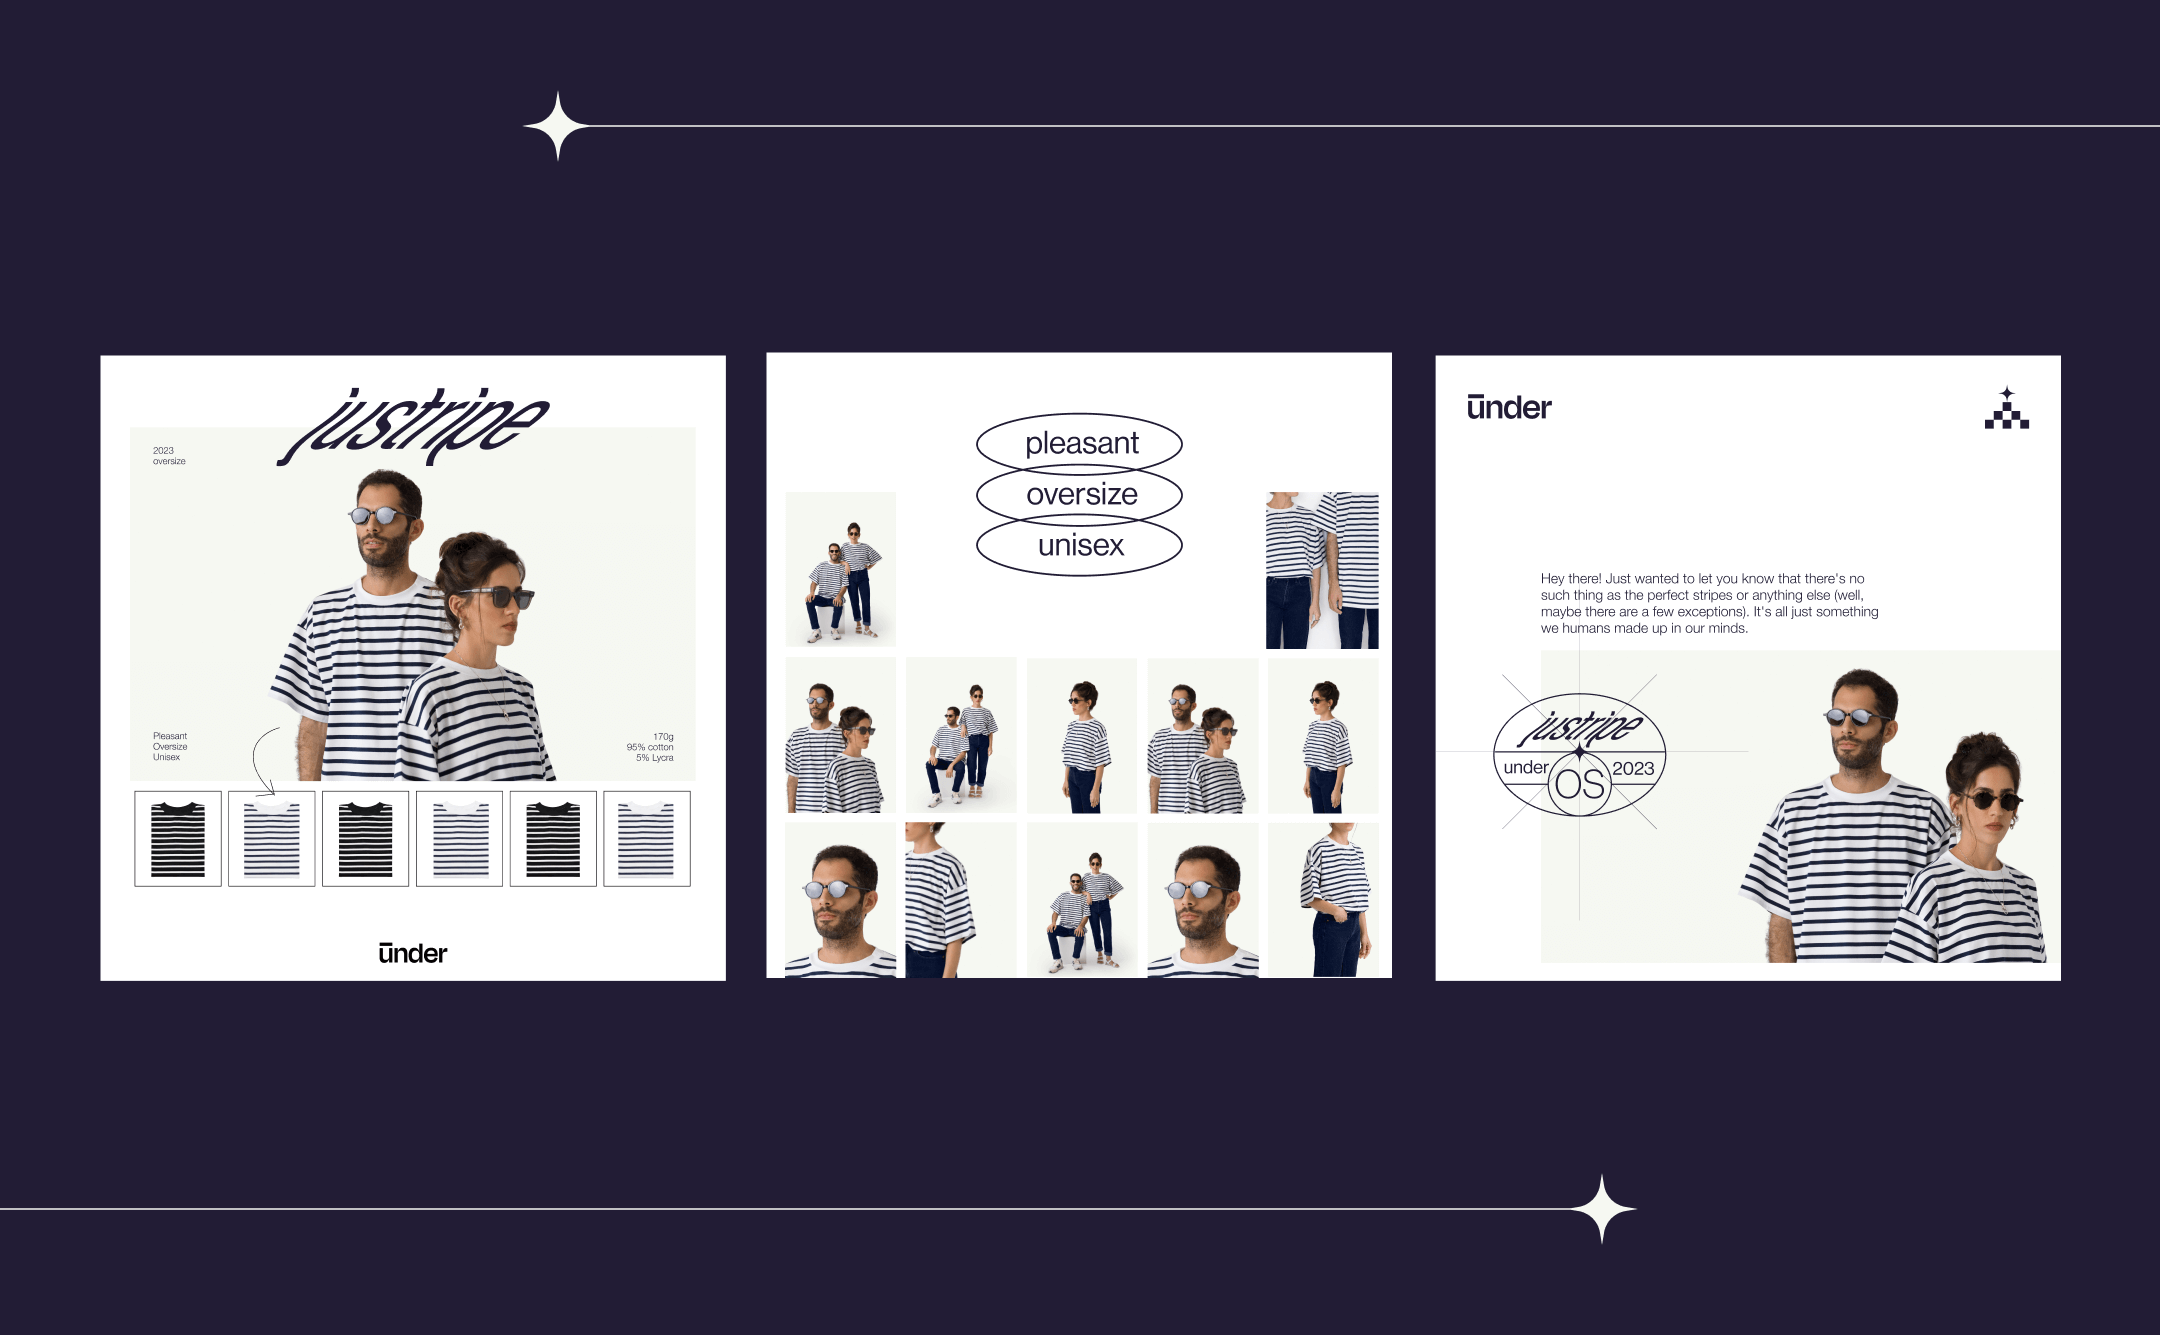 justripe
2023
oversize
Pleasant
Oversize
Unisex
170g
95% cotton
5% Lycra
ūnder
pleasant
oversize
unisex
ūnder
Hey there! Just wanted to let you know that there's no
such thing as the perfect stripes or anything else (well,
maybe there are a few exceptions). It's all just something
we humans made up in our minds.
justripe
under
OS
2023